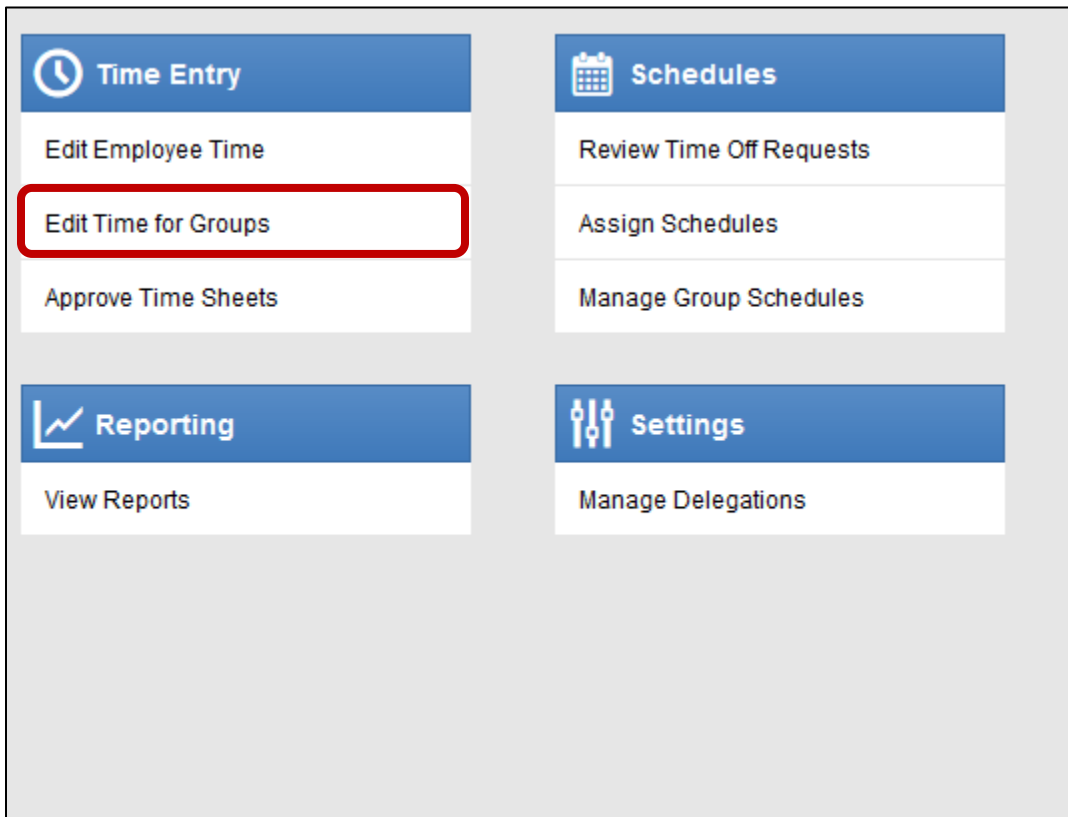 Time Entry
Edit Employee Time
Edit Time for Groups
Approve Time Sheets
Schedules
Review Time Off Requests
Assign Schedules
Manage Group Schedules
Reporting
View Reports
Settings
Manage Delegations